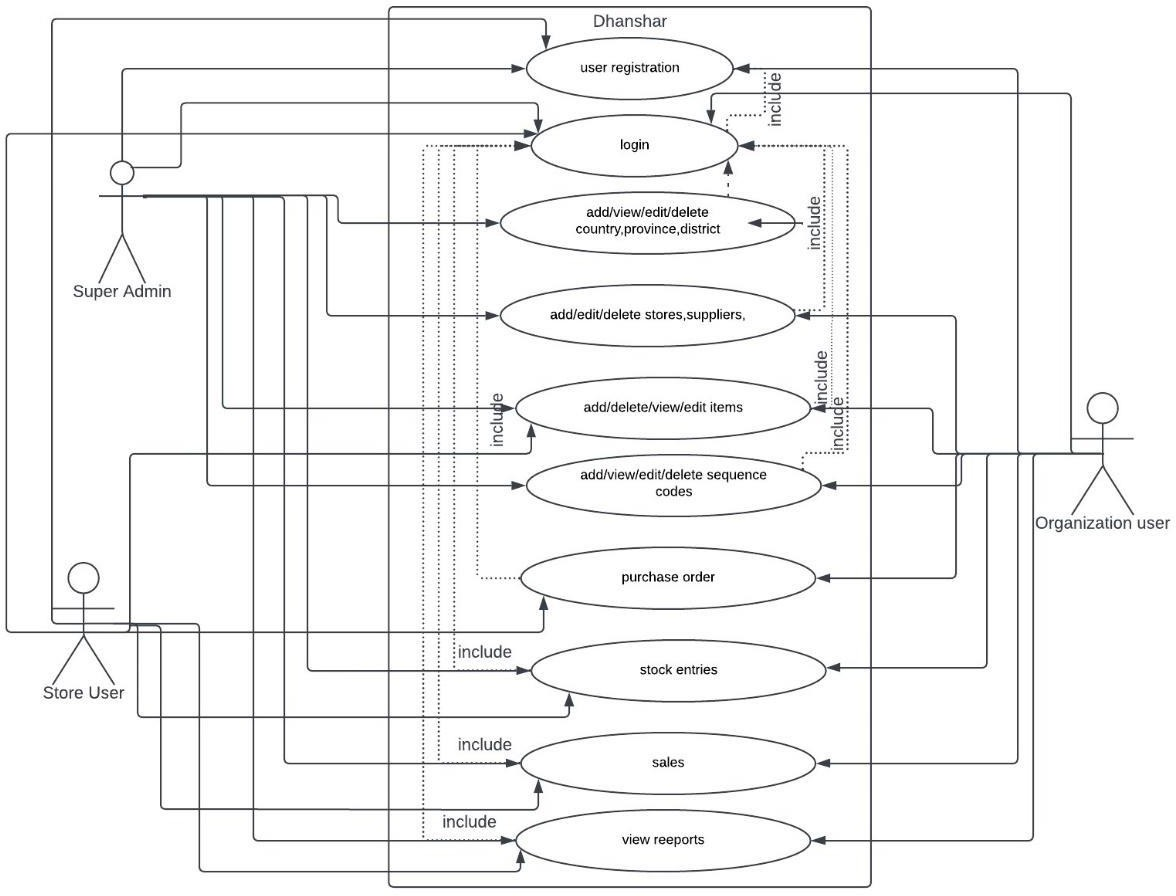 Dhanshar
user registration
include
login
add/view/edit/delete
country,province,district
include
Super Admin
add/edit/delete stores,suppliers,
include
add/delete/view/edit items
include
include
add/view/edit/delete sequence
codes
Organization user
purchase order
include
stock entries
Store User
include
sales
include
view reeports